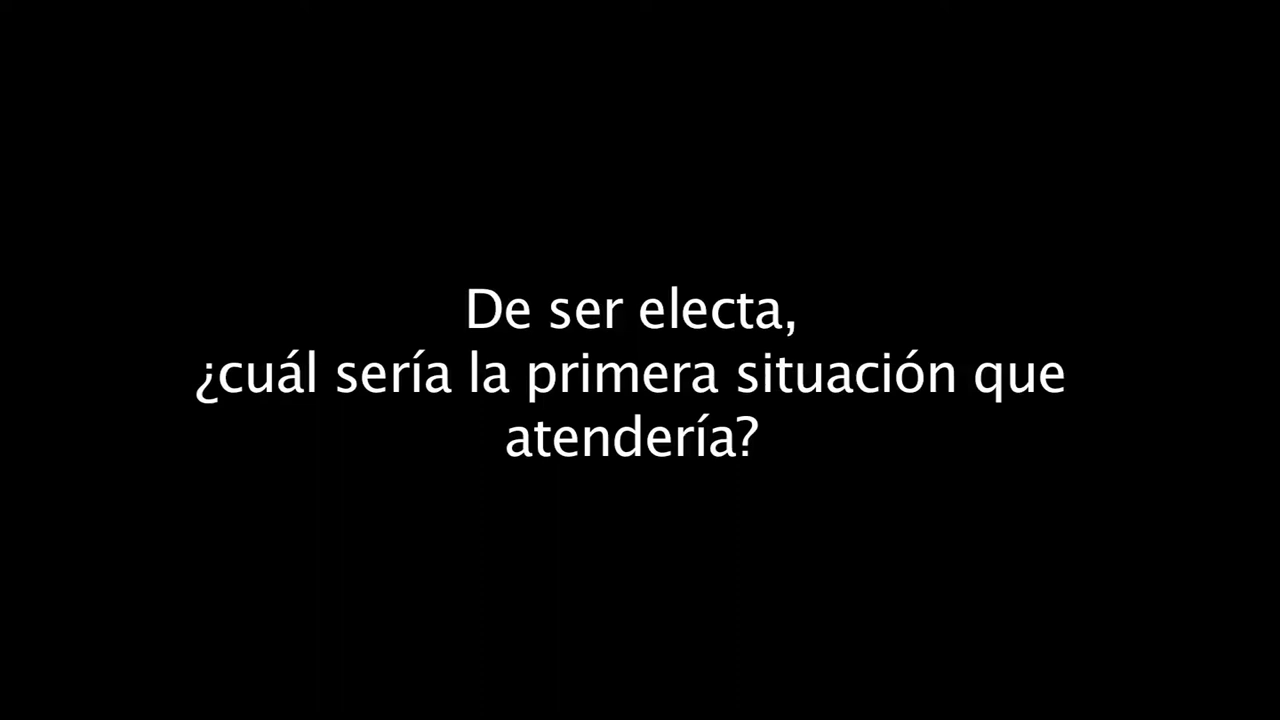 De ser electa,
¿cuál sería la primera situación que
atendería?